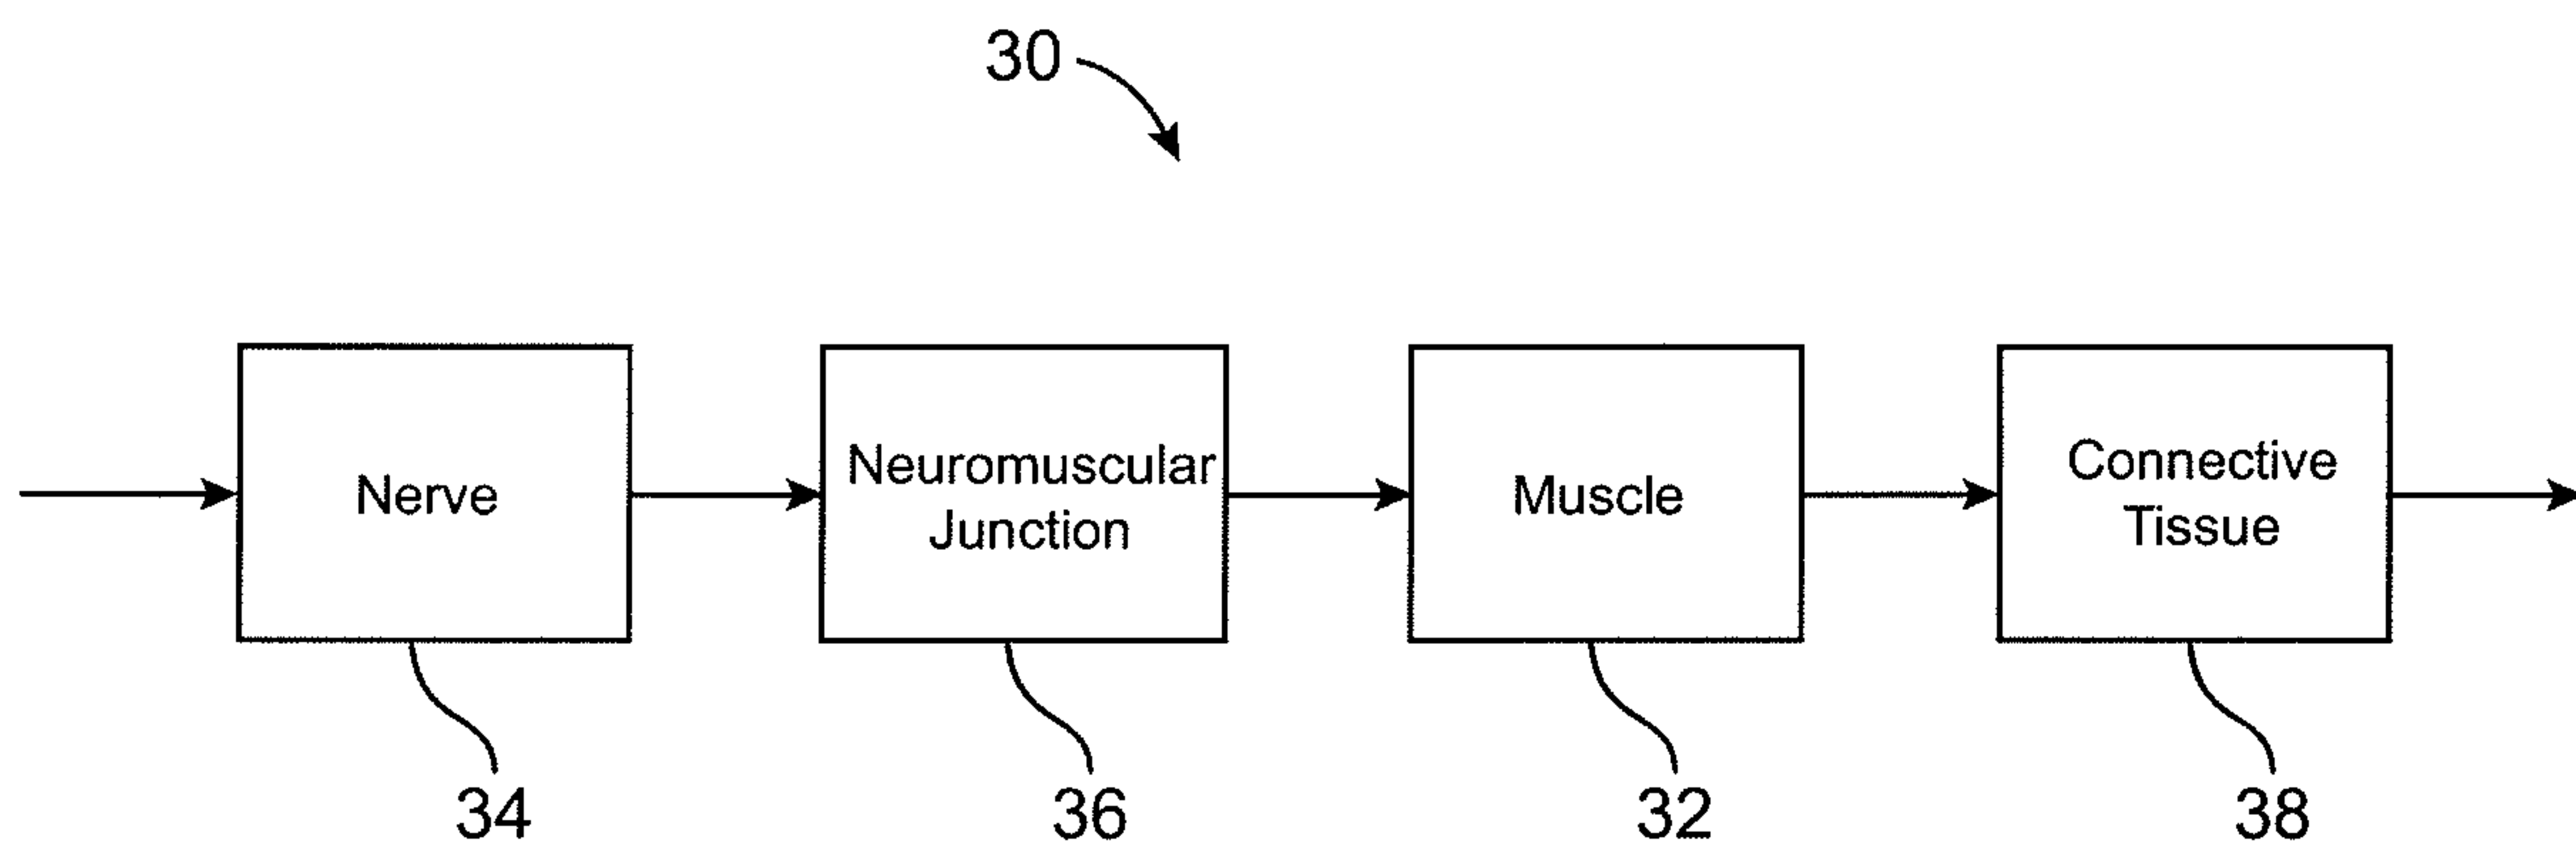 30
Nerve
Neuromuscular
Junction
Muscle
Connective
Tissue
34
36
32
38